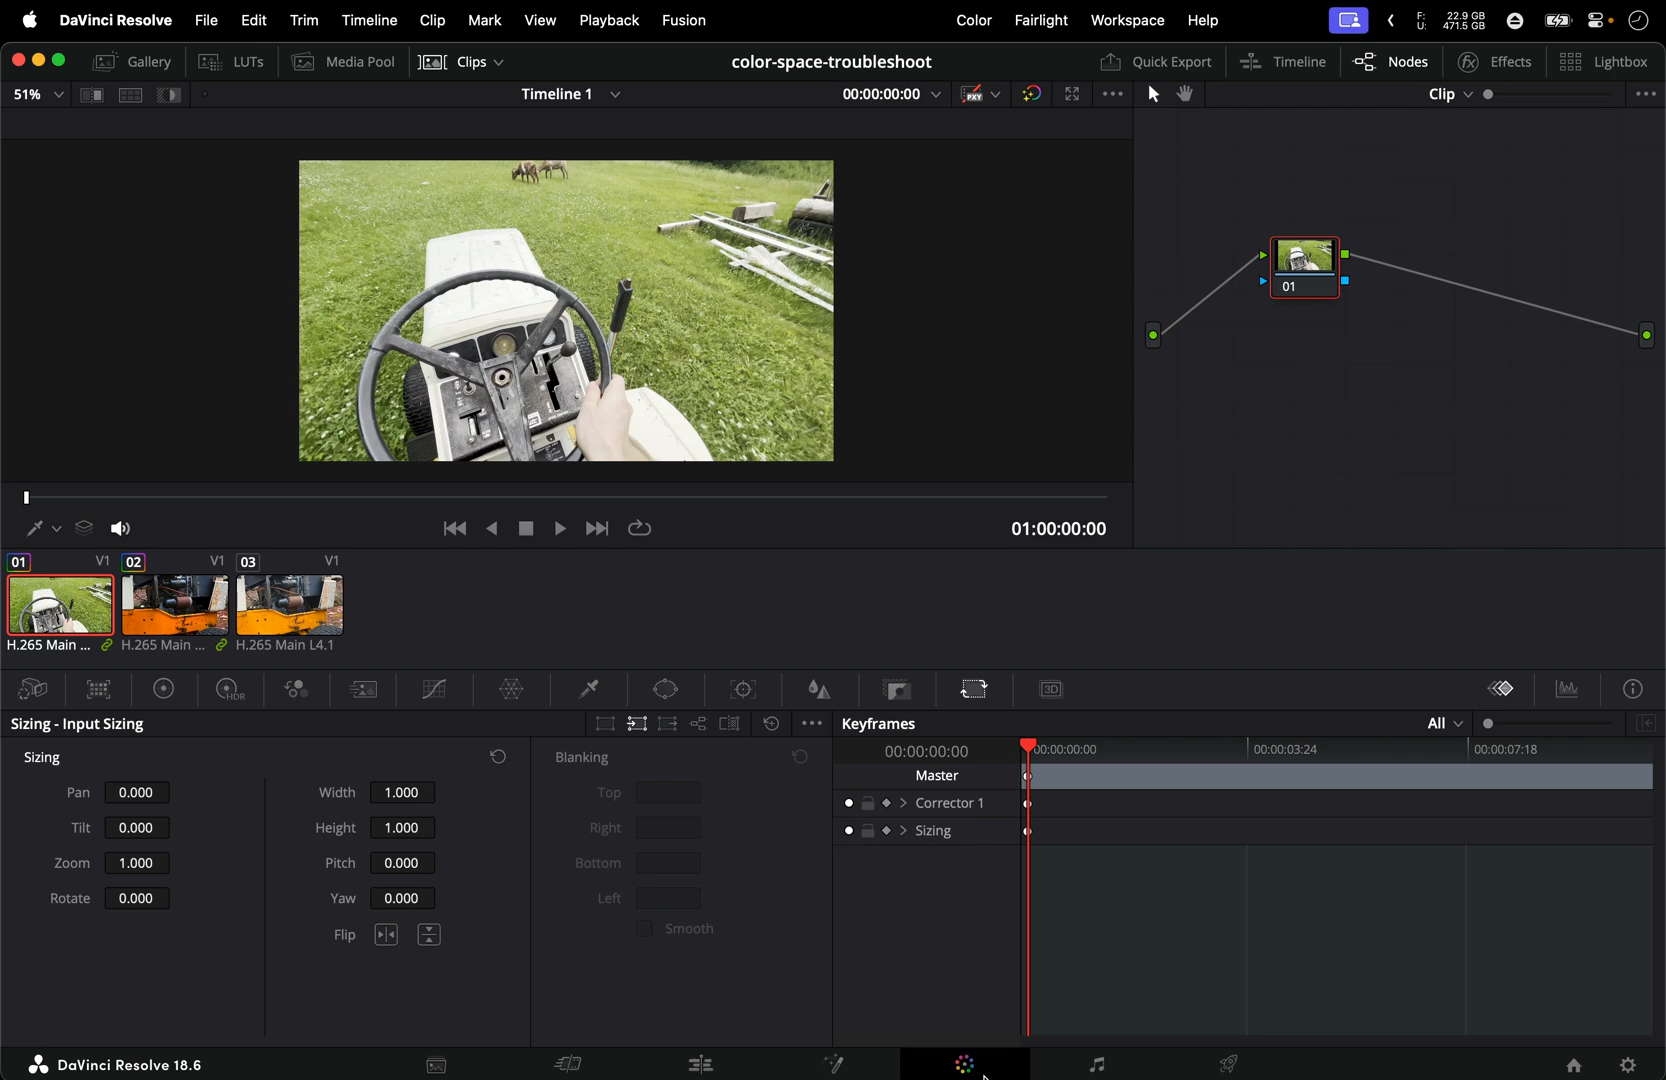 DaVinci Resolve File Edit Trim Timeline Clip Mark View Playback Fusion Color Fairlight Workspace Help F: 22.9 GB
U: 471.5 GB
Gallery LUTs Media Pool Clips color-space-troubleshoot Quick Export Timeline Nodes Effects Lightbox
51% Timeline 1 00:00:00:00 PXY Clip
01
01:00:00:00
01 V1 02 V1 03 V1
H.265 Main ... H.265 Main ... H.265 Main L4.1
HDR 3D
Sizing - Input Sizing Keyframes All
Sizing Blanking 00:00:00:00 00:00:00:00 00:00:03:24 00:00:07:18
Master
Pan 0.000 Width 1.000 Top
Corrector 1
Tilt 0.000 Height 1.000 Right
Sizing
Zoom 1.000 Pitch 0.000 Bottom
Rotate 0.000 Yaw 0.000 Left
Flip Smooth
DaVinci Resolve 18.6